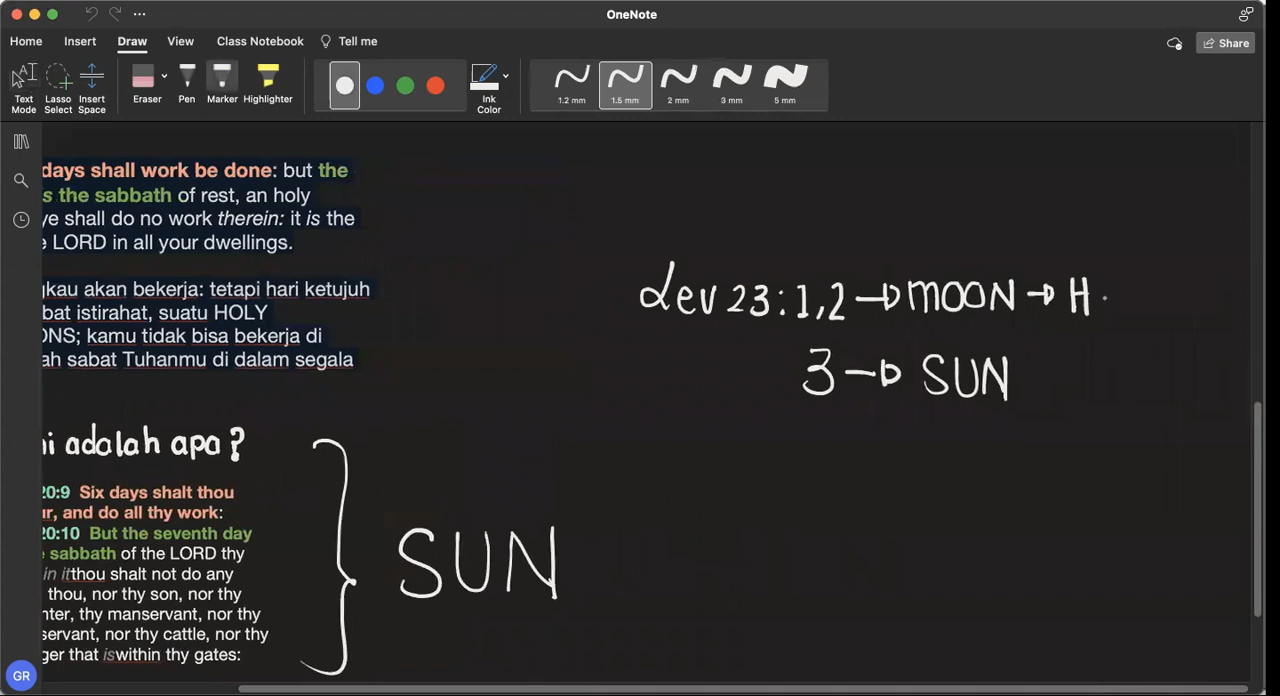 OneNote
Home Insert Draw View Class Notebook Tell me
Share
Text Mode
Lasso Select
Insert Space
Eraser
Pen
Marker
Highlighter
Ink Color
1.2 mm
1.5 mm
2 mm
3 mm
5 mm
days shall work be done: but the
s the sabbath of rest, an holy
ye shall do no work therein: it is the
e LORD in all your dwellings.
gkau akan bekerja: tetapi hari ketujuh
bat istirahat, suatu HOLY
ONS; kamu tidak bisa bekerja di
ah sabat Tuhanmu di dalam segala
ni adalah apa?
20:9 Six days shalt thou
ur, and do all thy work:
20:10 But the seventh day
e sabbath of the LORD thy
in it thou shalt not do any
thou, nor thy son, nor thy
nter, thy manservant, nor thy
servant, nor thy cattle, nor thy
ger that is within thy gates:
SUN
Lev 23:1,2 → MOON → H
3 → SUN
GR